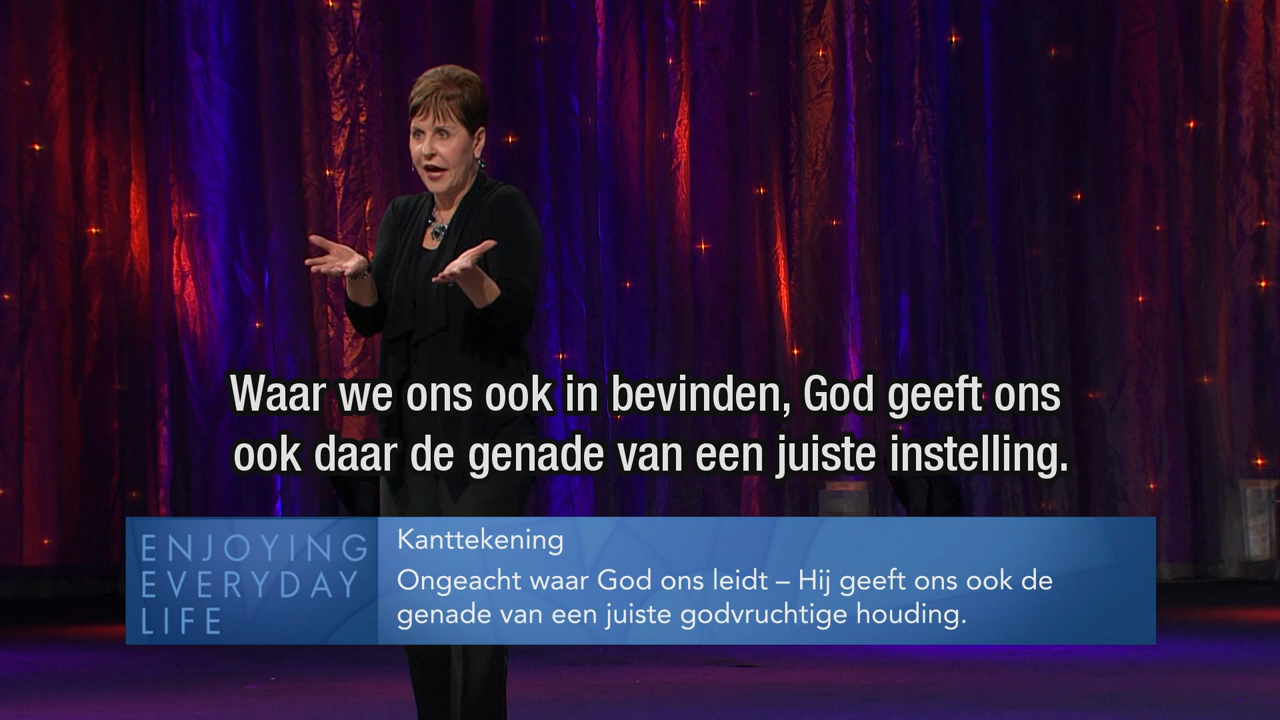 Waar we ons ook in bevinden, God geeft ons
ook daar de genade van een juiste instelling.
ENJOYING
EVERYDAY
LIFE
Kanttekening
Ongeacht waar God ons leidt – Hij geeft ons ook de
genade van een juiste godvruchtige houding.